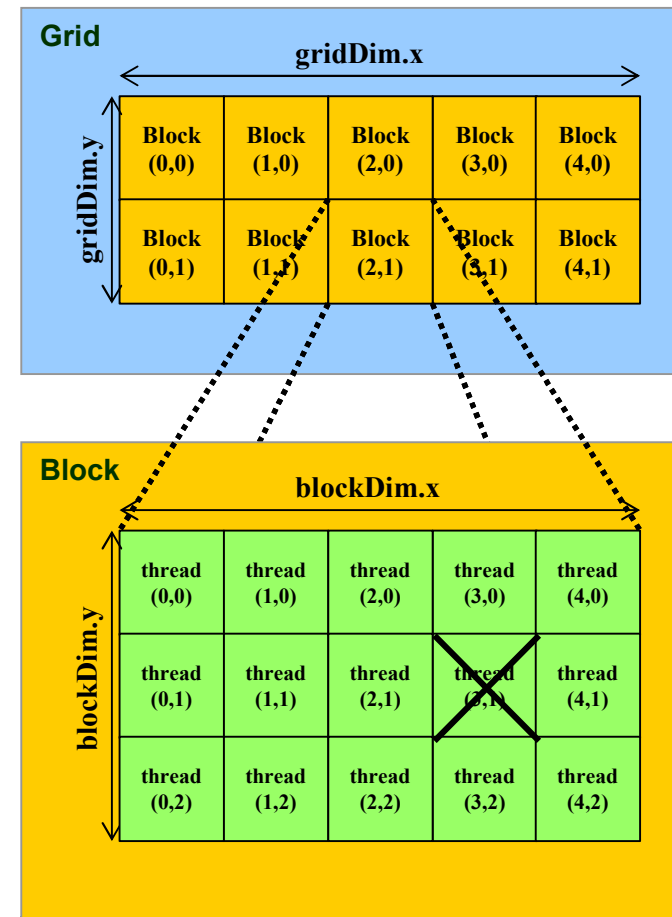 Grid
gridDim.x
gridDim.y
Block Block Block Block Block
(0,0) (1,0) (2,0) (3,0) (4,0)
Block Block Block Block Block
(0,1) (1,1) (2,1) (3,1) (4,1)
Block
blockDim.x
blockDim.y
thread thread thread thread thread
(0,0) (1,0) (2,0) (3,0) (4,0)
thread thread thread thread thread
(0,1) (1,1) (2,1) (3,1) (4,1)
thread thread thread thread thread
(0,2) (1,2) (2,2) (3,2) (4,2)